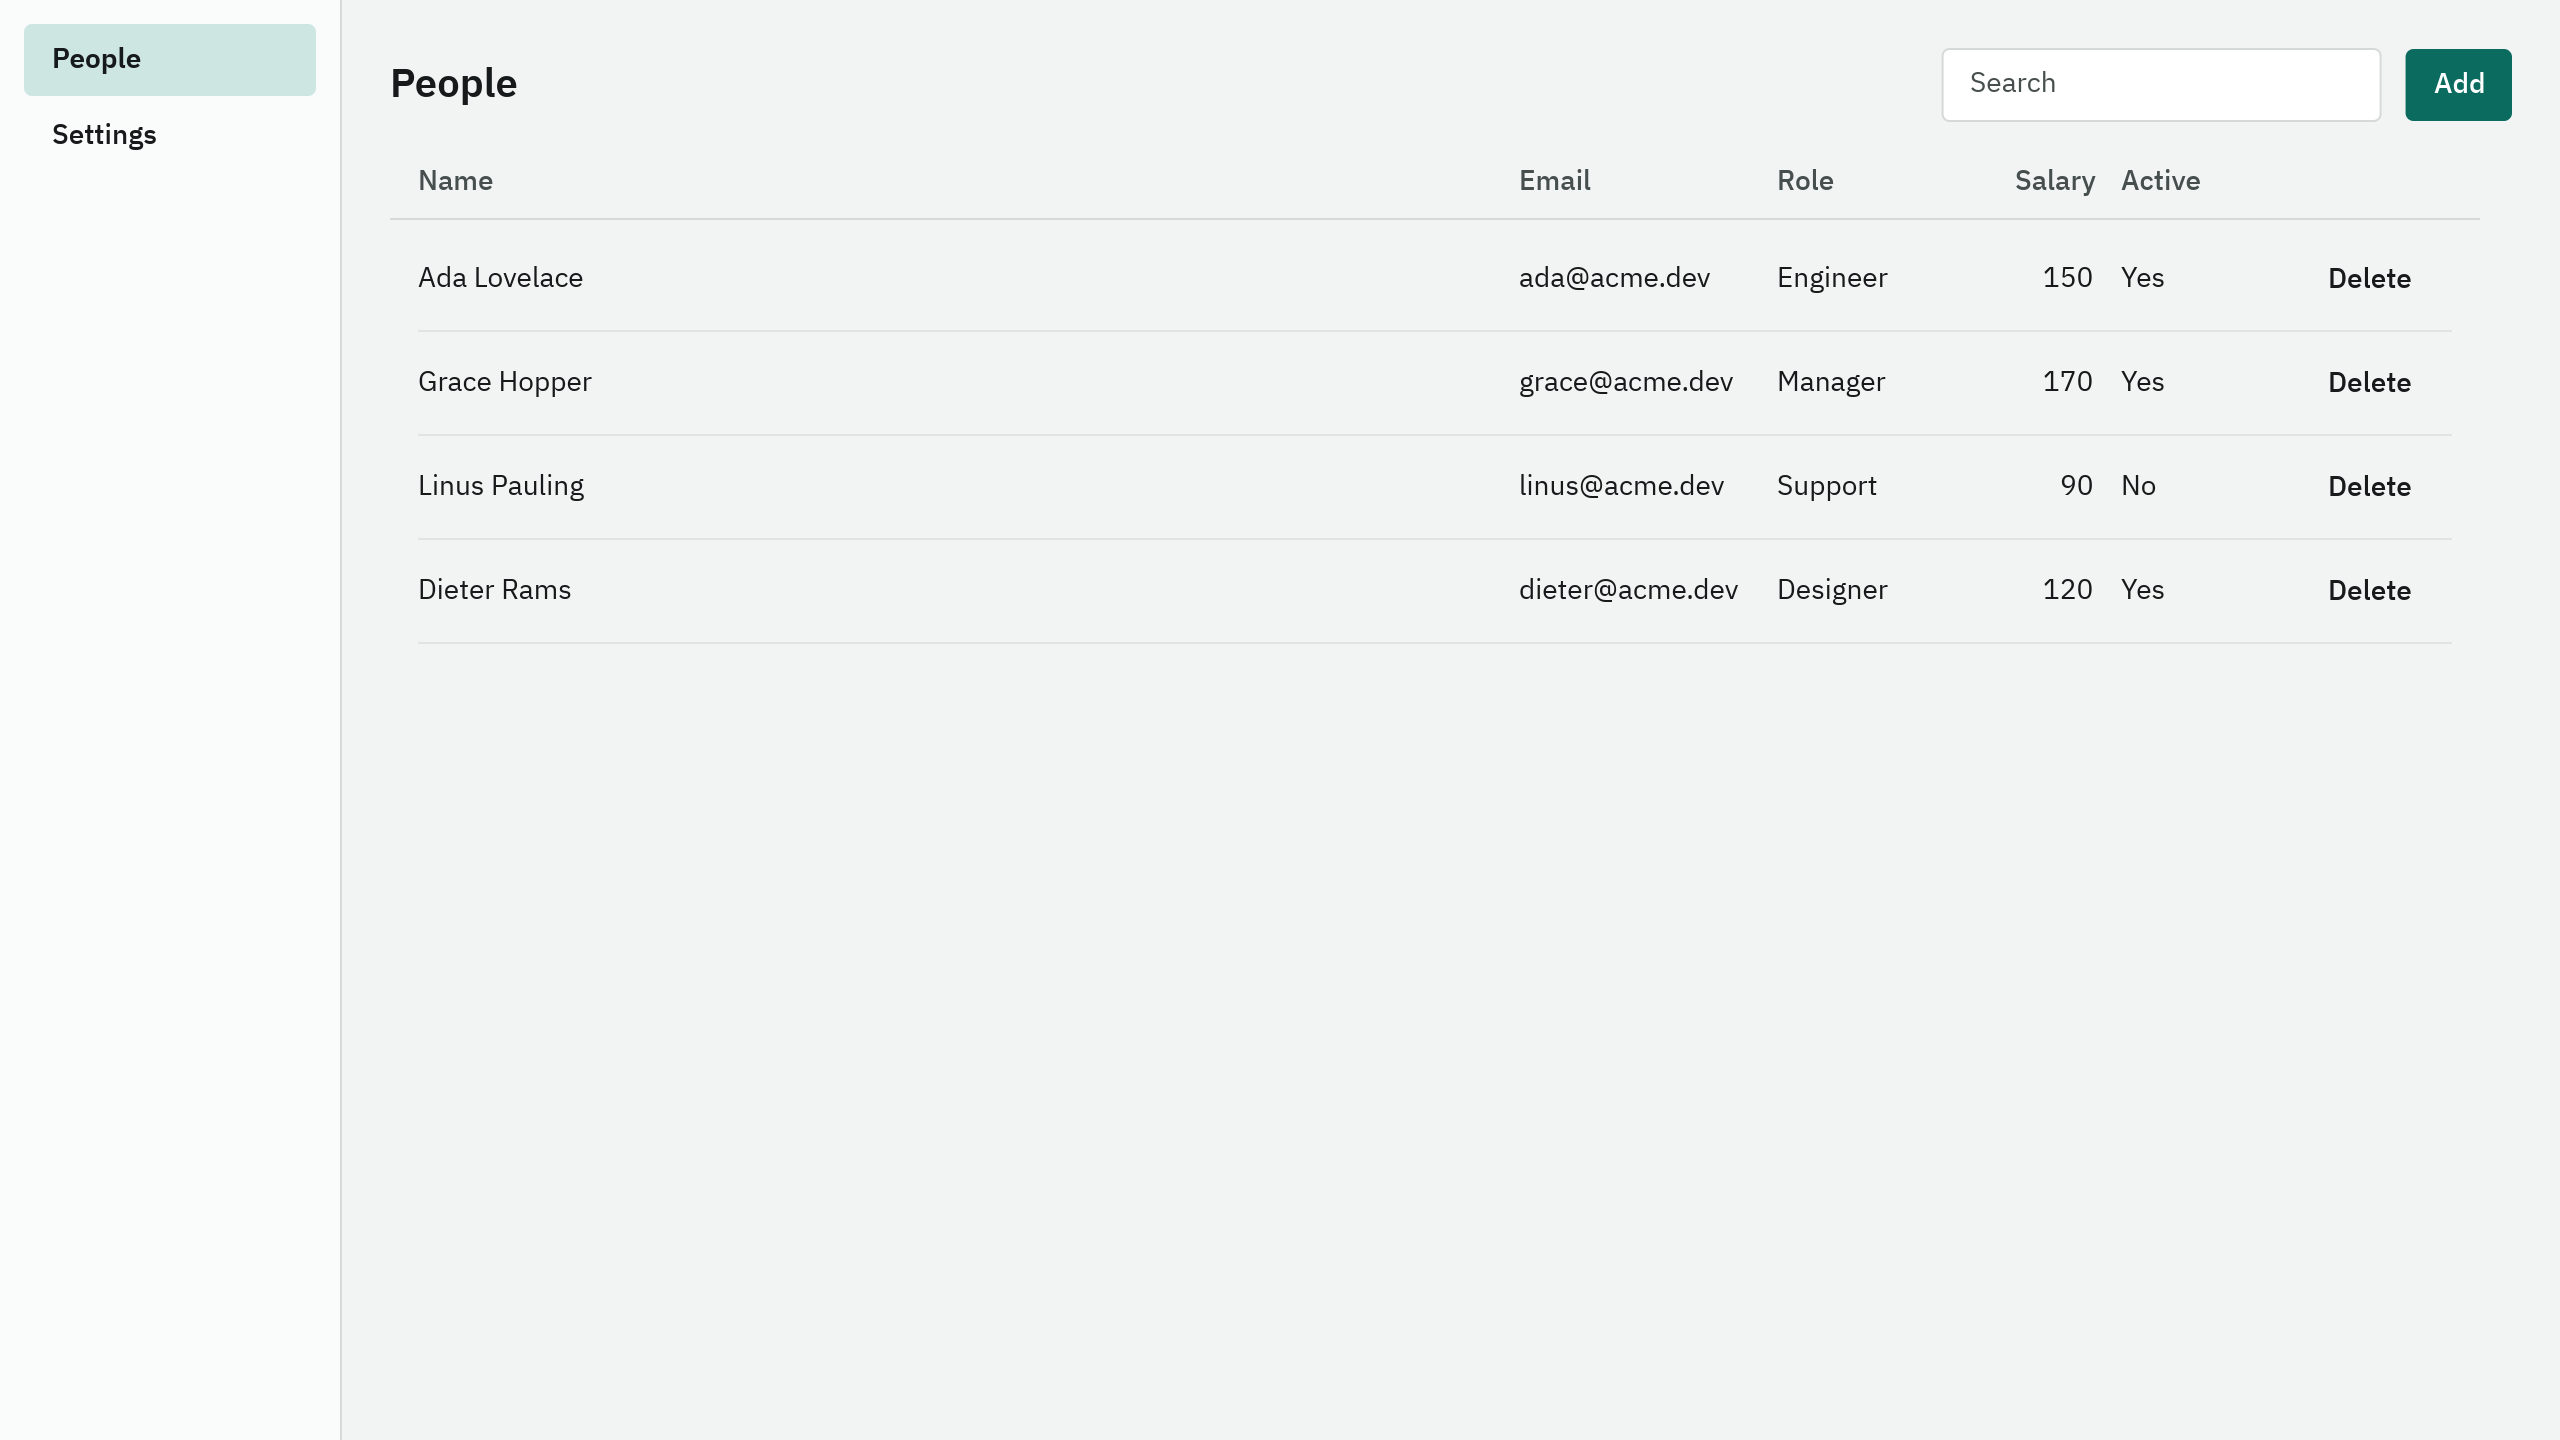 People
Settings
People
Search
Add
Name Email Role Salary Active
Ada Lovelace ada@acme.dev Engineer 150 Yes Delete
Grace Hopper grace@acme.dev Manager 170 Yes Delete
Linus Pauling linus@acme.dev Support 90 No Delete
Dieter Rams dieter@acme.dev Designer 120 Yes Delete